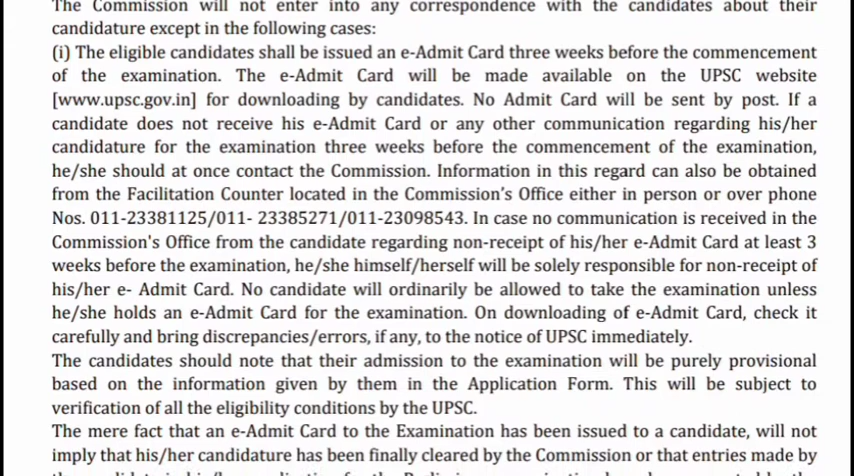 The Commission will not enter into any correspondence with the candidates about their
candidature except in the following cases:
(i) The eligible candidates shall be issued an e-Admit Card three weeks before the commencement
of the examination. The e-Admit Card will be made available on the UPSC website
[www.upsc.gov.in] for downloading by candidates. No Admit Card will be sent by post. If a
candidate does not receive his e-Admit Card or any other communication regarding his/her
candidature for the examination three weeks before the commencement of the examination,
he/she should at once contact the Commission. Information in this regard can also be obtained
from the Facilitation Counter located in the Commission's Office either in person or over phone
Nos. 011-23381125/011- 23385271/011-23098543. In case no communication is received in the
Commission's Office from the candidate regarding non-receipt of his/her e-Admit Card at least 3
weeks before the examination, he/she himself/herself will be solely responsible for non-receipt of
his/her e- Admit Card. No candidate will ordinarily be allowed to take the examination unless
he/she holds an e-Admit Card for the examination. On downloading of e-Admit Card, check it
carefully and bring discrepancies/errors, if any, to the notice of UPSC immediately.
The candidates should note that their admission to the examination will be purely provisional
based on the information given by them in the Application Form. This will be subject to
verification of all the eligibility conditions by the UPSC.
The mere fact that an e-Admit Card to the Examination has been issued to a candidate, will not
imply that his/her candidature has been finally cleared by the Commission or that entries made by